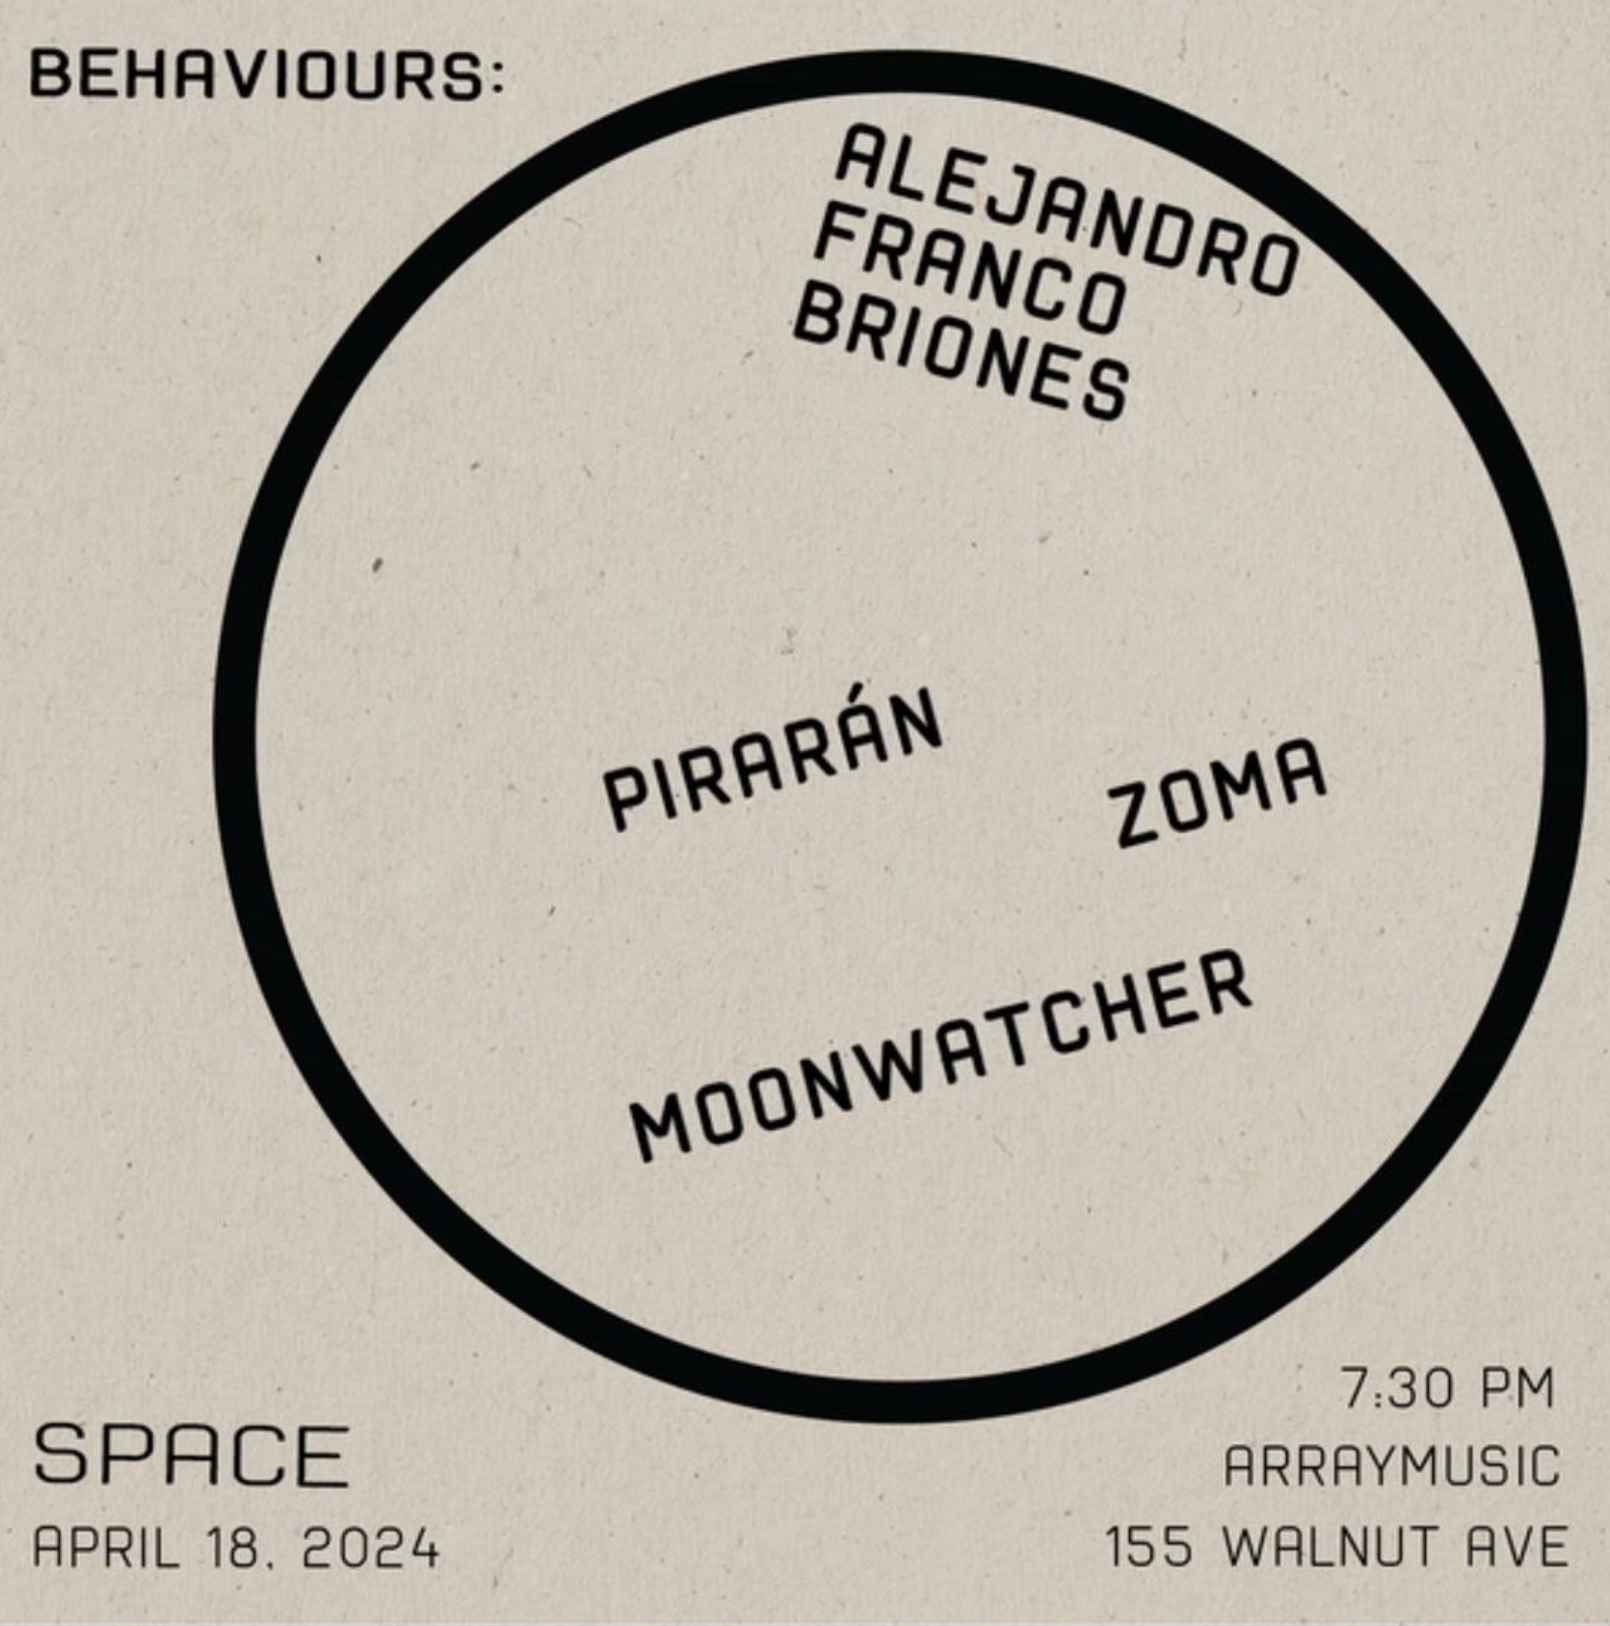 BEHAVIOURS:
ALEJANDRO
FRANCO
BRIONES
PIRARÁN
ZOMA
MOONWATCHER
SPACE
APRIL 18. 2024
7:30 PM
ARRAYMUSIC
155 WALNUT AVE